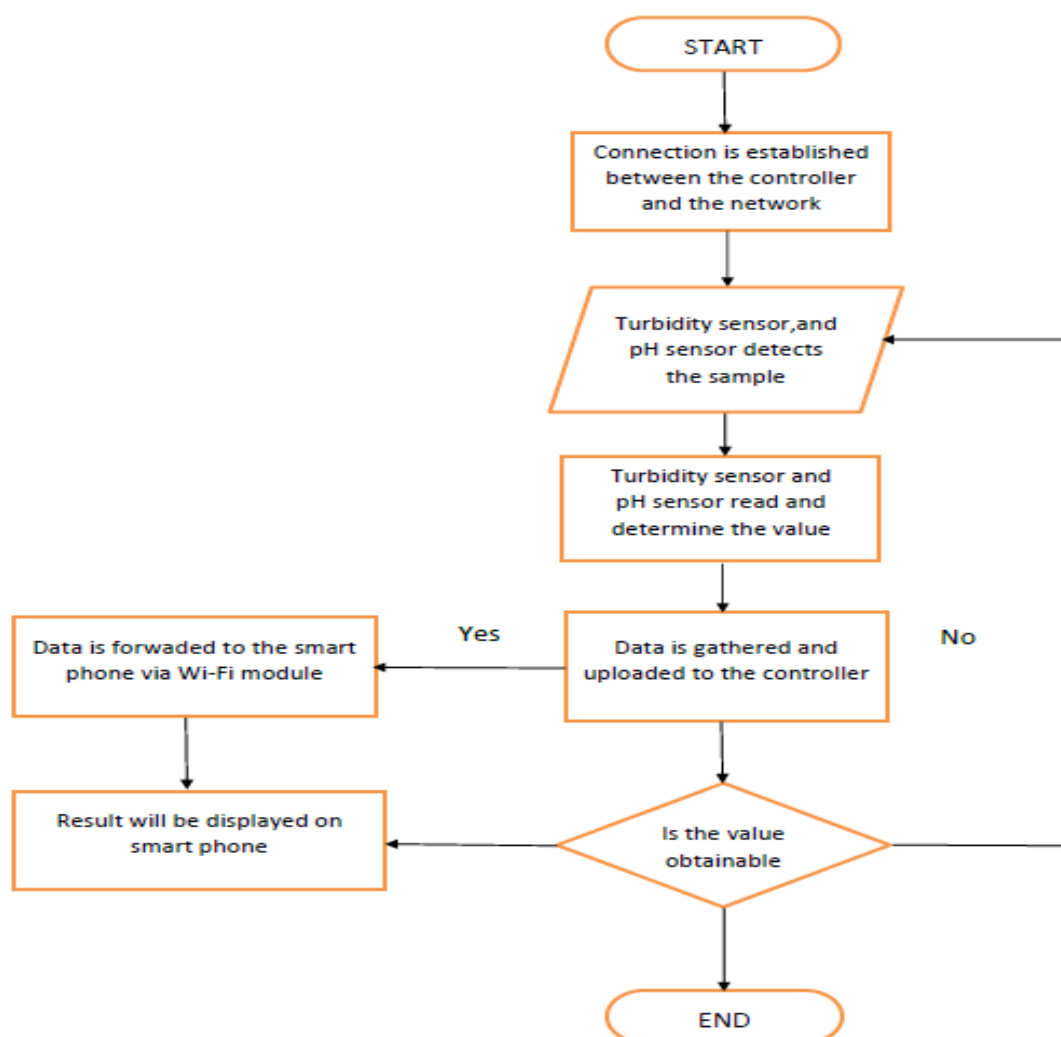 START
Connection is established
between the controller
and the network
Turbidity sensor,and
pH sensor detects
the sample
Turbidity sensor and
pH sensor read and
determine the value
Yes
No
Data is forwaded to the smart
phone via Wi-Fi module
Data is gathered and
uploaded to the controller
Result will be displayed on
smart phone
Is the value
obtainable
END